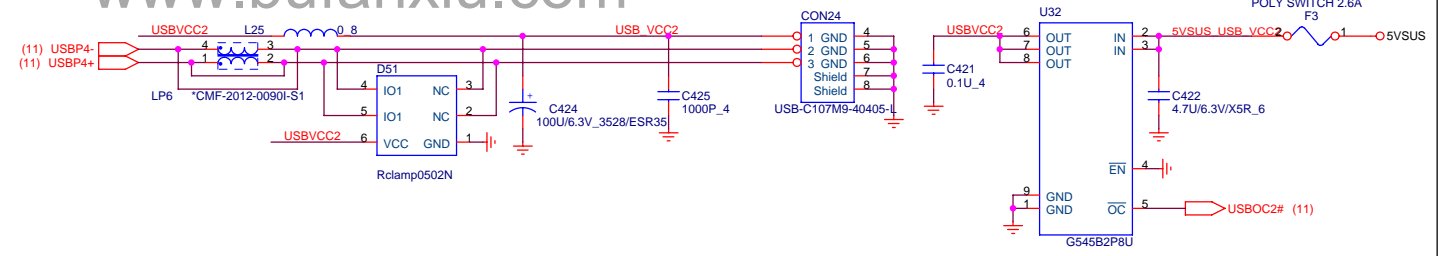 www.bufanxiu.com
POLY SWITCH 2.6A
CON24
U32
F3
USBVCC2 L25 0_8 USB_VCC2
USBVCC2 6 OUT IN 2 5VSUS_USB_VCC2 2 1 5VSUS
7 OUT IN 3
8 OUT
1 GND 4
(11) USBP4- 4 3 2 GND 5
(11) USBP4+ 1 2 3 GND 6
Shield 7
Shield 8
D51
LP6 *CMF-2012-0090I-S1
4 IO1 NC 3
5 IO1 NC 2
USBVCC2 6 VCC GND 1
Rclamp0502N
+
C424
100U/6.3V_3528/ESR35
C425
1000P_4
USB-C107M9-40405-L
C421
0.1U_4
C422
4.7U/6.3V/X5R_6
EN 4
9 GND
1 GND OC 5 USBOC2# (11)
G545B2P8U